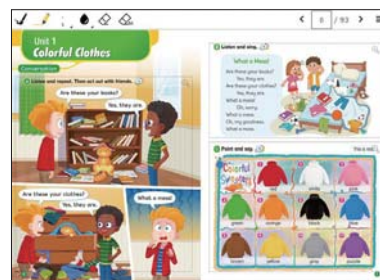 6 / 93
Unit 1
Colorful Clothes
Conversation
Listen and repeat. Then act out with friends.
Are these your books?
Yes, they are.
Are these your clothes?
Yes, they are.
What a mess!
Listen and sing.
What a Mess!
Are these your books?
Yes, they are.
Are these your clothes?
Yes, they are.
What a mess!
Oh, sorry.
What a mess.
Oh, my goodness.
What a mess.
Point and say.
Colorful
Sweaters
red
white
pink
green
orange
black
blue
brown
yellow
gray
purple